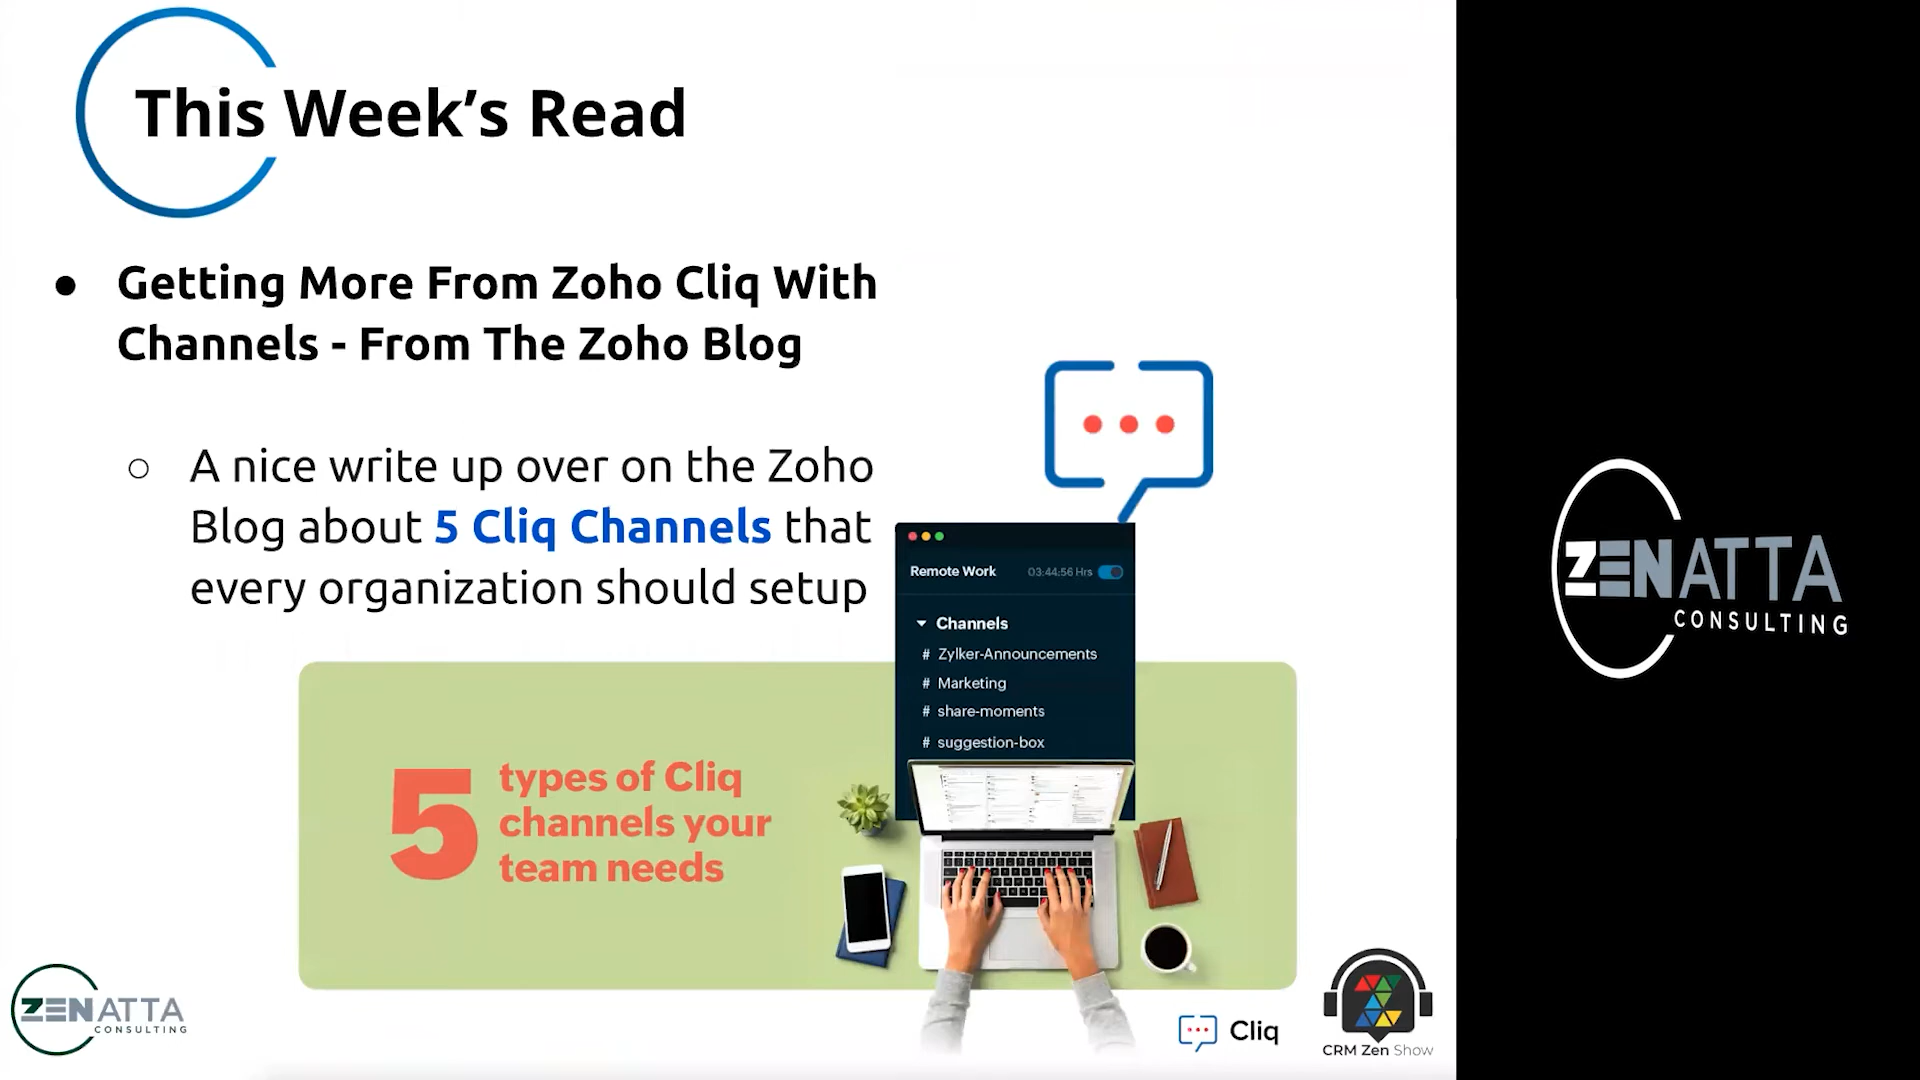 This Week's Read
● Getting More From Zoho Cliq With
Channels - From The Zoho Blog
○ A nice write up over on the Zoho
Blog about 5 Cliq Channels that
every organization should setup
Remote Work 03:44:56 Hrs
Channels
# Zylker-Announcements
# Marketing
# share-moments
# suggestion-box
5 types of Cliq
channels your
team needs
ZENATTA
CONSULTING
Cliq
CRM Zen Show
ZENATTA
CONSULTING